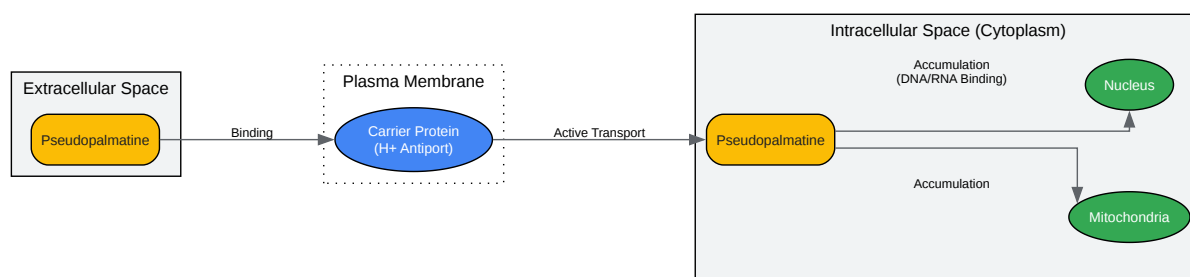 Extracellular Space
Pseudopalmatine
Binding
Plasma Membrane
Carrier Protein
(H+ Antiport)
Active Transport
Intracellular Space (Cytoplasm)
Pseudopalmatine
Accumulation
(DNA/RNA Binding)
Nucleus
Accumulation
Mitochondria